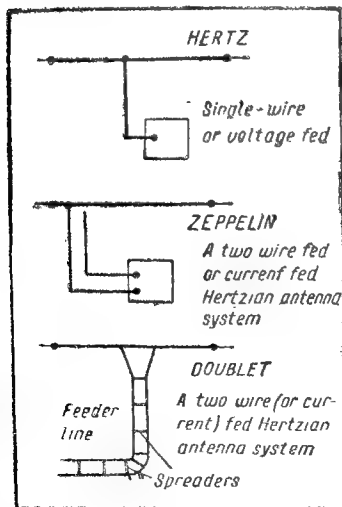 HERTZ
Single-wire
or voltage fed
ZEPPELIN
A two wire fed
or current fed
Hertzian antenna
system
DOUBLET
Feeder
line
A two wire (or cur-
rent) fed Hertzian
antenna system
Spreaders